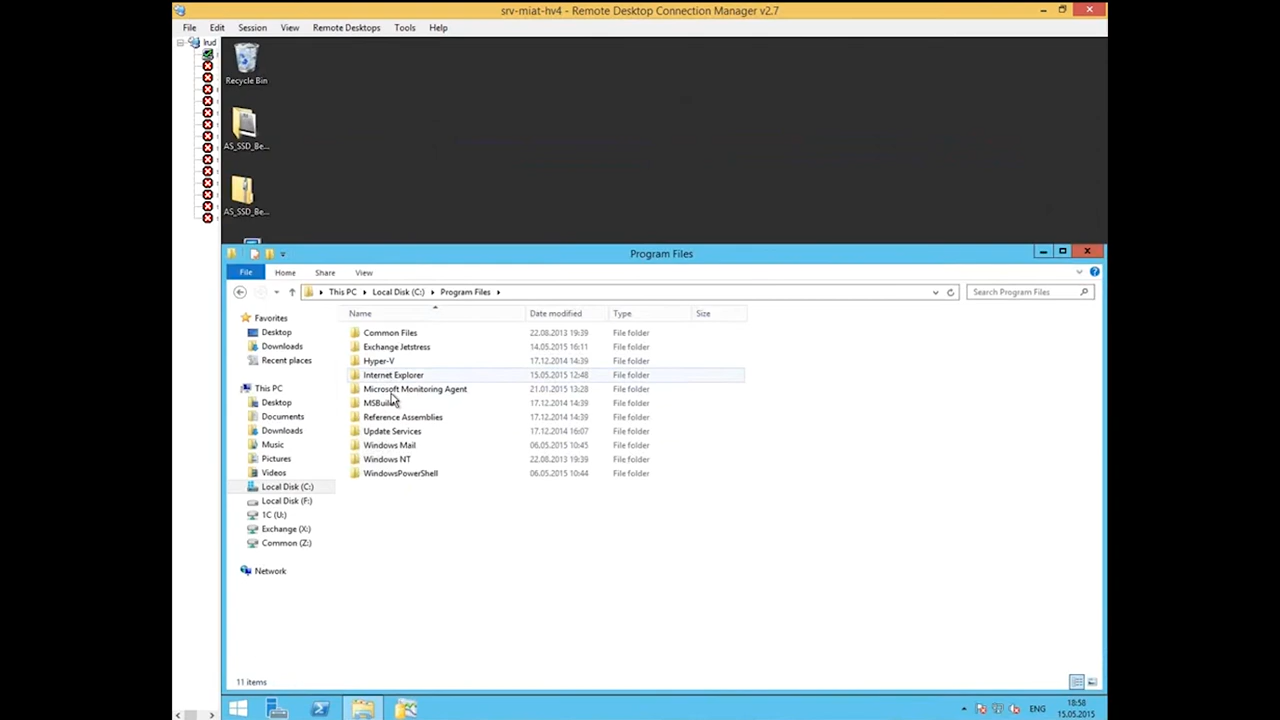 srv-miat-hv4 - Remote Desktop Connection Manager v2.7
File Edit Session View Remote Desktops Tools Help
lrud
Recycle Bin
AS_SSD_Be...
AS_SSD_Be...
Program Files
File Home Share View
This PC Local Disk (C:) Program Files
Search Program Files
Name Date modified Type Size
Favorites
Desktop
Downloads
Recent places
This PC
Desktop
Documents
Downloads
Music
Pictures
Videos
Local Disk (C:)
Local Disk (F:)
1C (U:)
Exchange (X:)
Common (Z:)
Network
Common Files 22.08.2013 19:39 File folder
Exchange Jetstress 14.05.2015 16:11 File folder
Hyper-V 17.12.2014 14:39 File folder
Internet Explorer 15.05.2015 12:48 File folder
Microsoft Monitoring Agent 21.01.2015 13:28 File folder
MSBuild 17.12.2014 14:39 File folder
Reference Assemblies 17.12.2014 14:39 File folder
Update Services 17.12.2014 16:07 File folder
Windows Mail 06.05.2015 10:45 File folder
Windows NT 22.08.2013 19:39 File folder
WindowsPowerShell 06.05.2015 10:44 File folder
11 items
ENG
18:58
15.05.2015